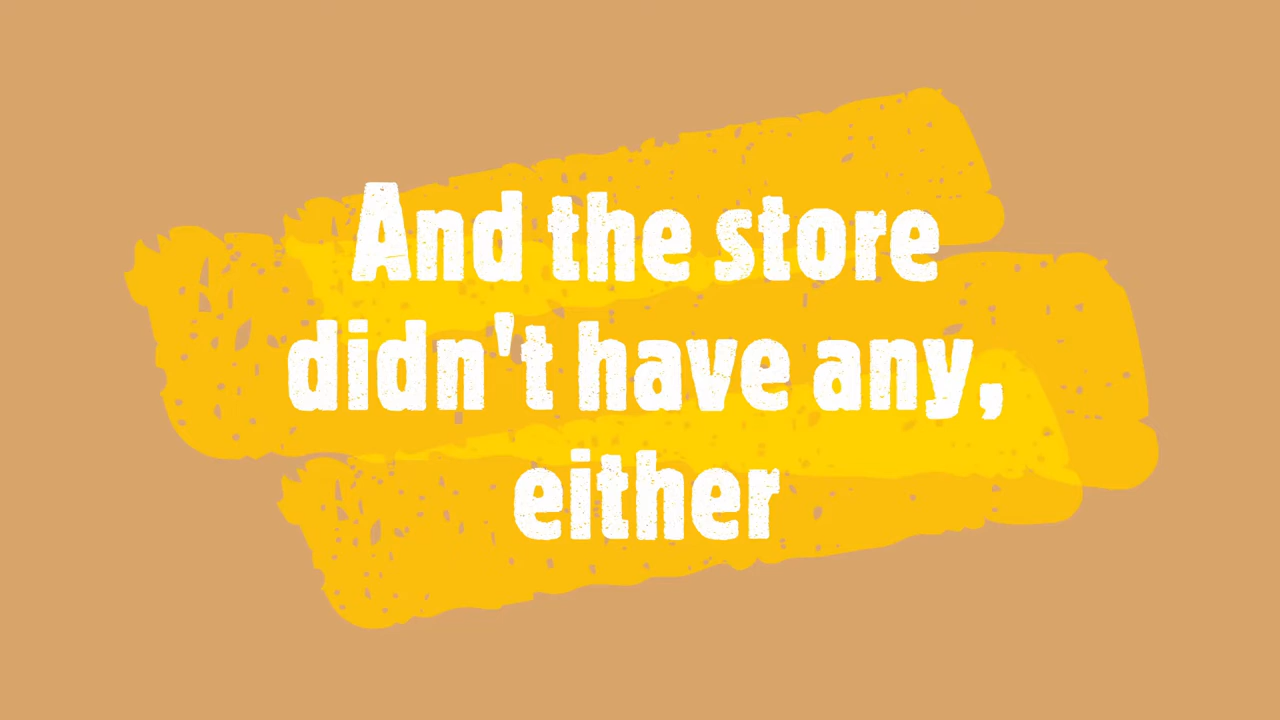 And the store
didn't have any,
either